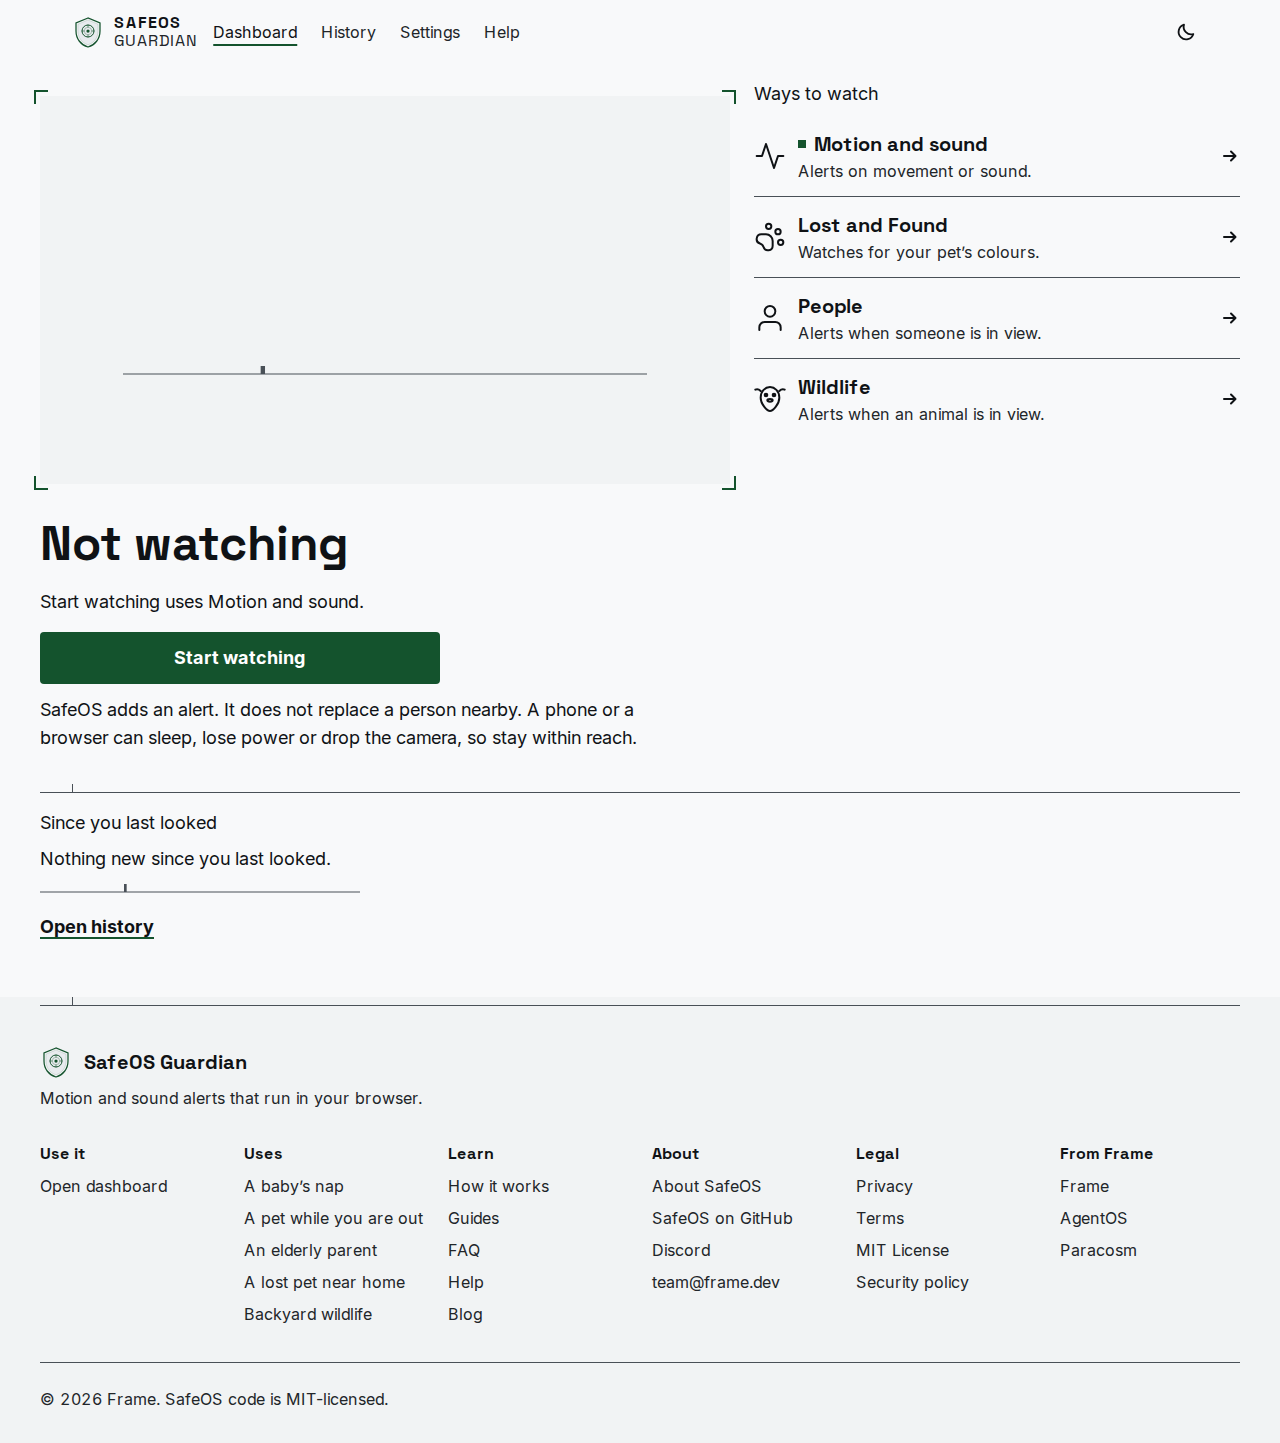 SAFEOS
GUARDIAN
Dashboard
History
Settings
Help
Ways to watch
Motion and sound
Alerts on movement or sound.
Lost and Found
Watches for your pet’s colours.
People
Alerts when someone is in view.
Wildlife
Alerts when an animal is in view.
Not watching
Start watching uses Motion and sound.
Start watching
SafeOS adds an alert. It does not replace a person nearby. A phone or a
browser can sleep, lose power or drop the camera, so stay within reach.
Since you last looked
Nothing new since you last looked.
Open history
SafeOS Guardian
Motion and sound alerts that run in your browser.
Use it
Open dashboard
Uses
A baby’s nap
A pet while you are out
An elderly parent
A lost pet near home
Backyard wildlife
Learn
How it works
Guides
FAQ
Help
Blog
About
About SafeOS
SafeOS on GitHub
Discord
team@frame.dev
Legal
Privacy
Terms
MIT License
Security policy
From Frame
Frame
AgentOS
Paracosm
© 2026 Frame. SafeOS code is MIT-licensed.